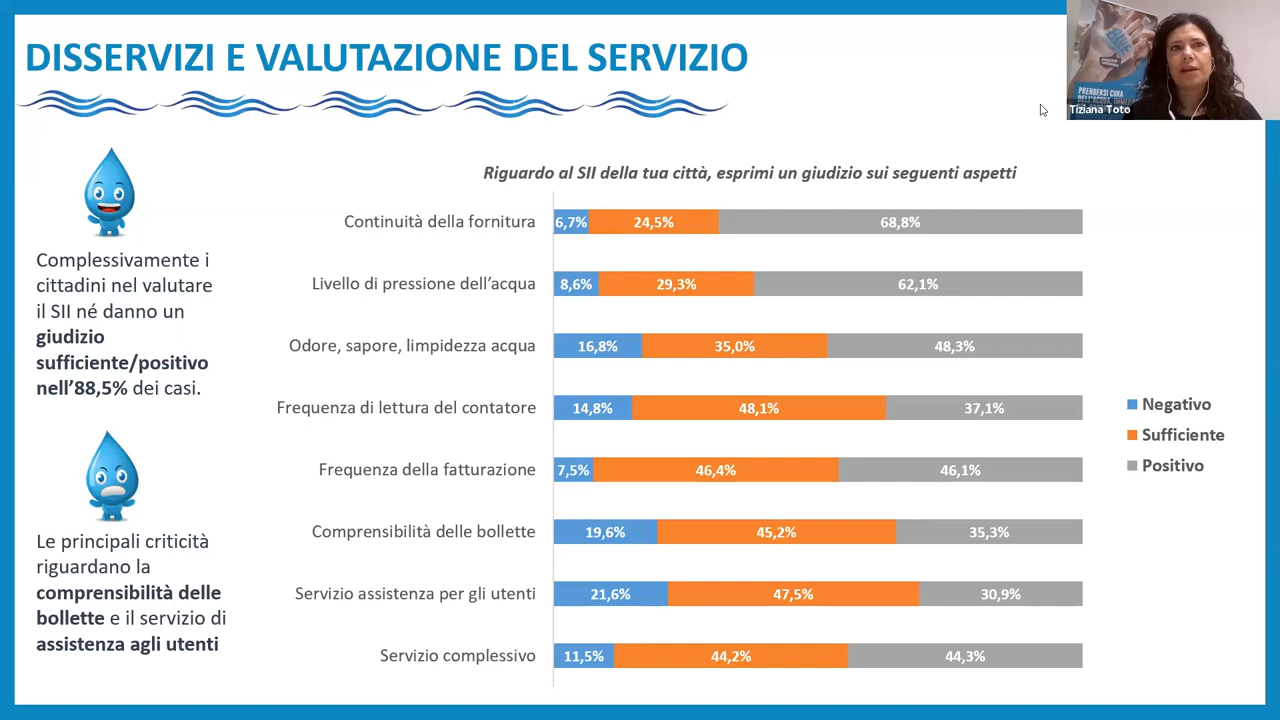 DISSERVIZI E VALUTAZIONE DEL SERVIZIO
PRENDERSI CURA
DELL'ACQUA, IMMERGI
Tiziana Toto
Complessivamente i
cittadini nel valutare
il SII né danno un
giudizio
sufficiente/positivo
nell'88,5% dei casi.
Le principali criticità
riguardano la
comprensibilità delle
bollette e il servizio di
assistenza agli utenti
Riguardo al SII della tua città, esprimi un giudizio sui seguenti aspetti
Continuità della fornitura 6,7% 24,5% 68,8%
Livello di pressione dell'acqua 8,6% 29,3% 62,1%
Odore, sapore, limpidezza acqua 16,8% 35,0% 48,3%
Frequenza di lettura del contatore 14,8% 48,1% 37,1%
Frequenza della fatturazione 7,5% 46,4% 46,1%
Comprensibilità delle bollette 19,6% 45,2% 35,3%
Servizio assistenza per gli utenti 21,6% 47,5% 30,9%
Servizio complessivo 11,5% 44,2% 44,3%
Negativo
Sufficiente
Positivo